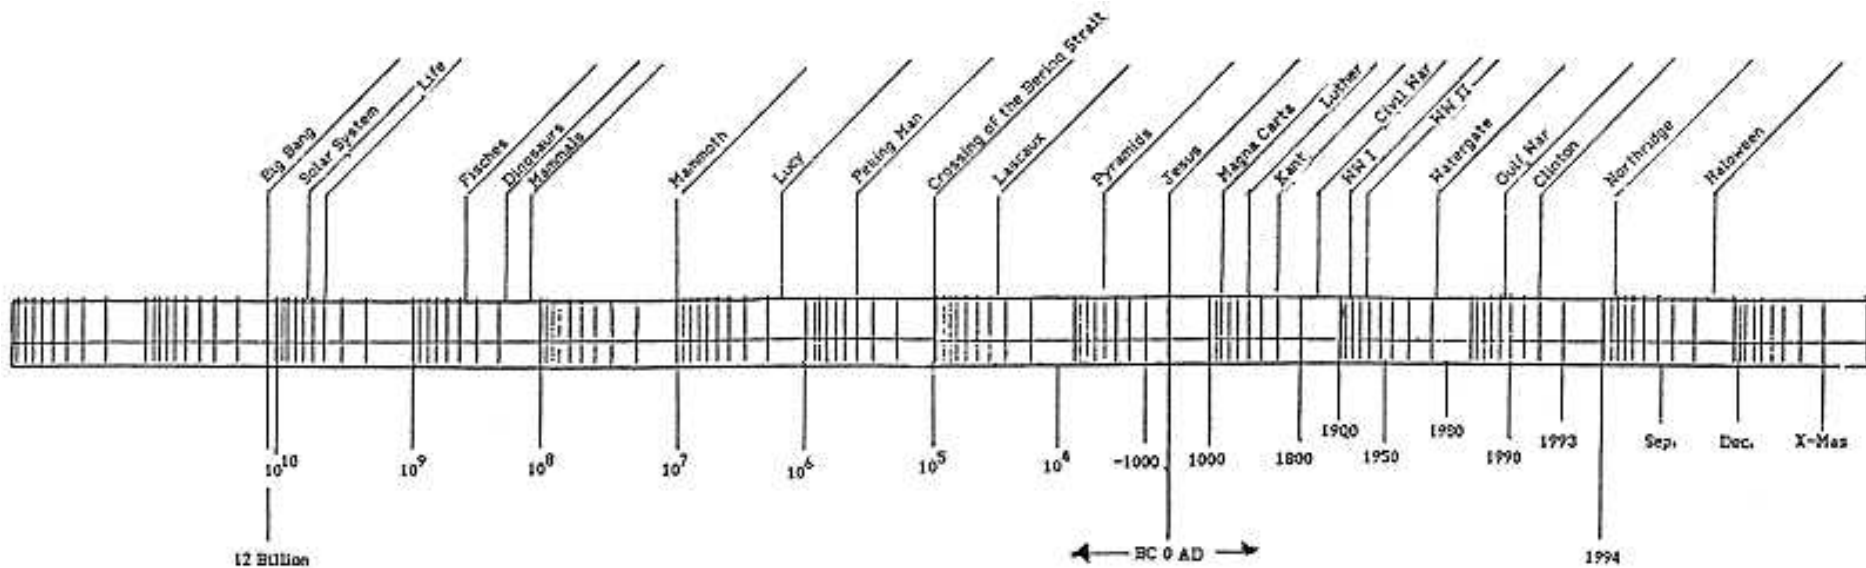 Big Bang
Solar System
Life
Fisches
Dinosaurs
Mammals
Mammoth
Lucy
Peking Man
Crossing of the Bering Strait
Lascaux
Pyramids
Jesus
Magna Carta
Luther
Kant
Civil War
WW I
WW II
Watergate
Gulf War
Clinton
Northridge
Haloween
10^10
10^9
10^8
10^7
10^6
10^5
10^4
-1000
1000
1800
1900
1950
1980
1990
1993
Sep.
Dec.
X-Mas
12 Billion
BC 0 AD
1994